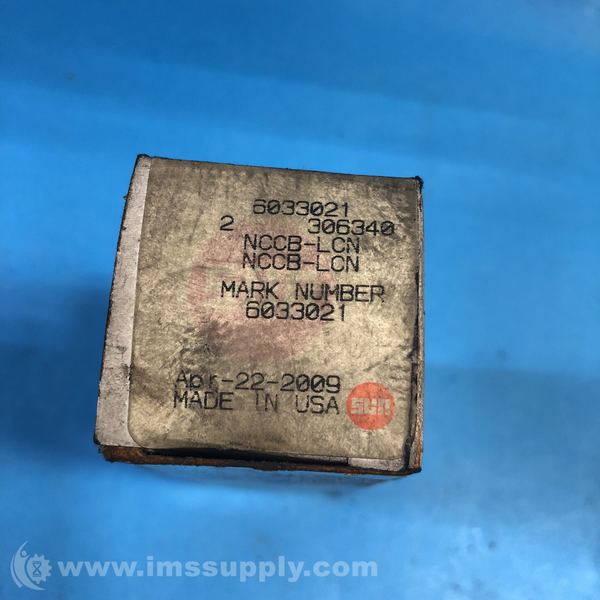 6033021
2 306340
NCCB-LCN
NCCB-LCN
MARK NUMBER
6033021
Apr-22-2009
MADE IN USA sun
www.imssupply.com